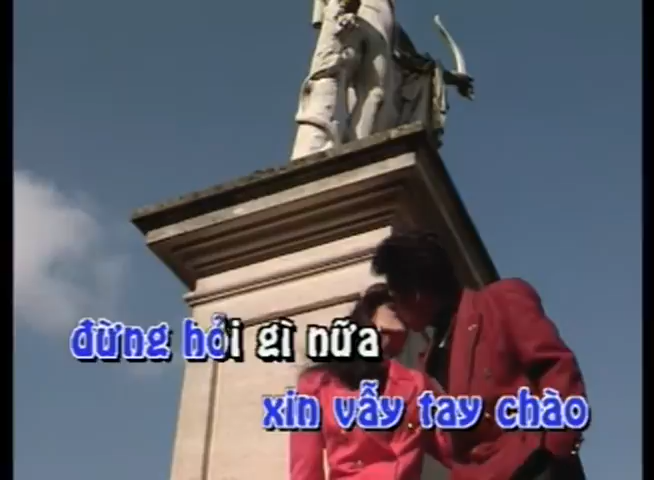 đừng hỏi gì nữa
xin vẫy tay chào